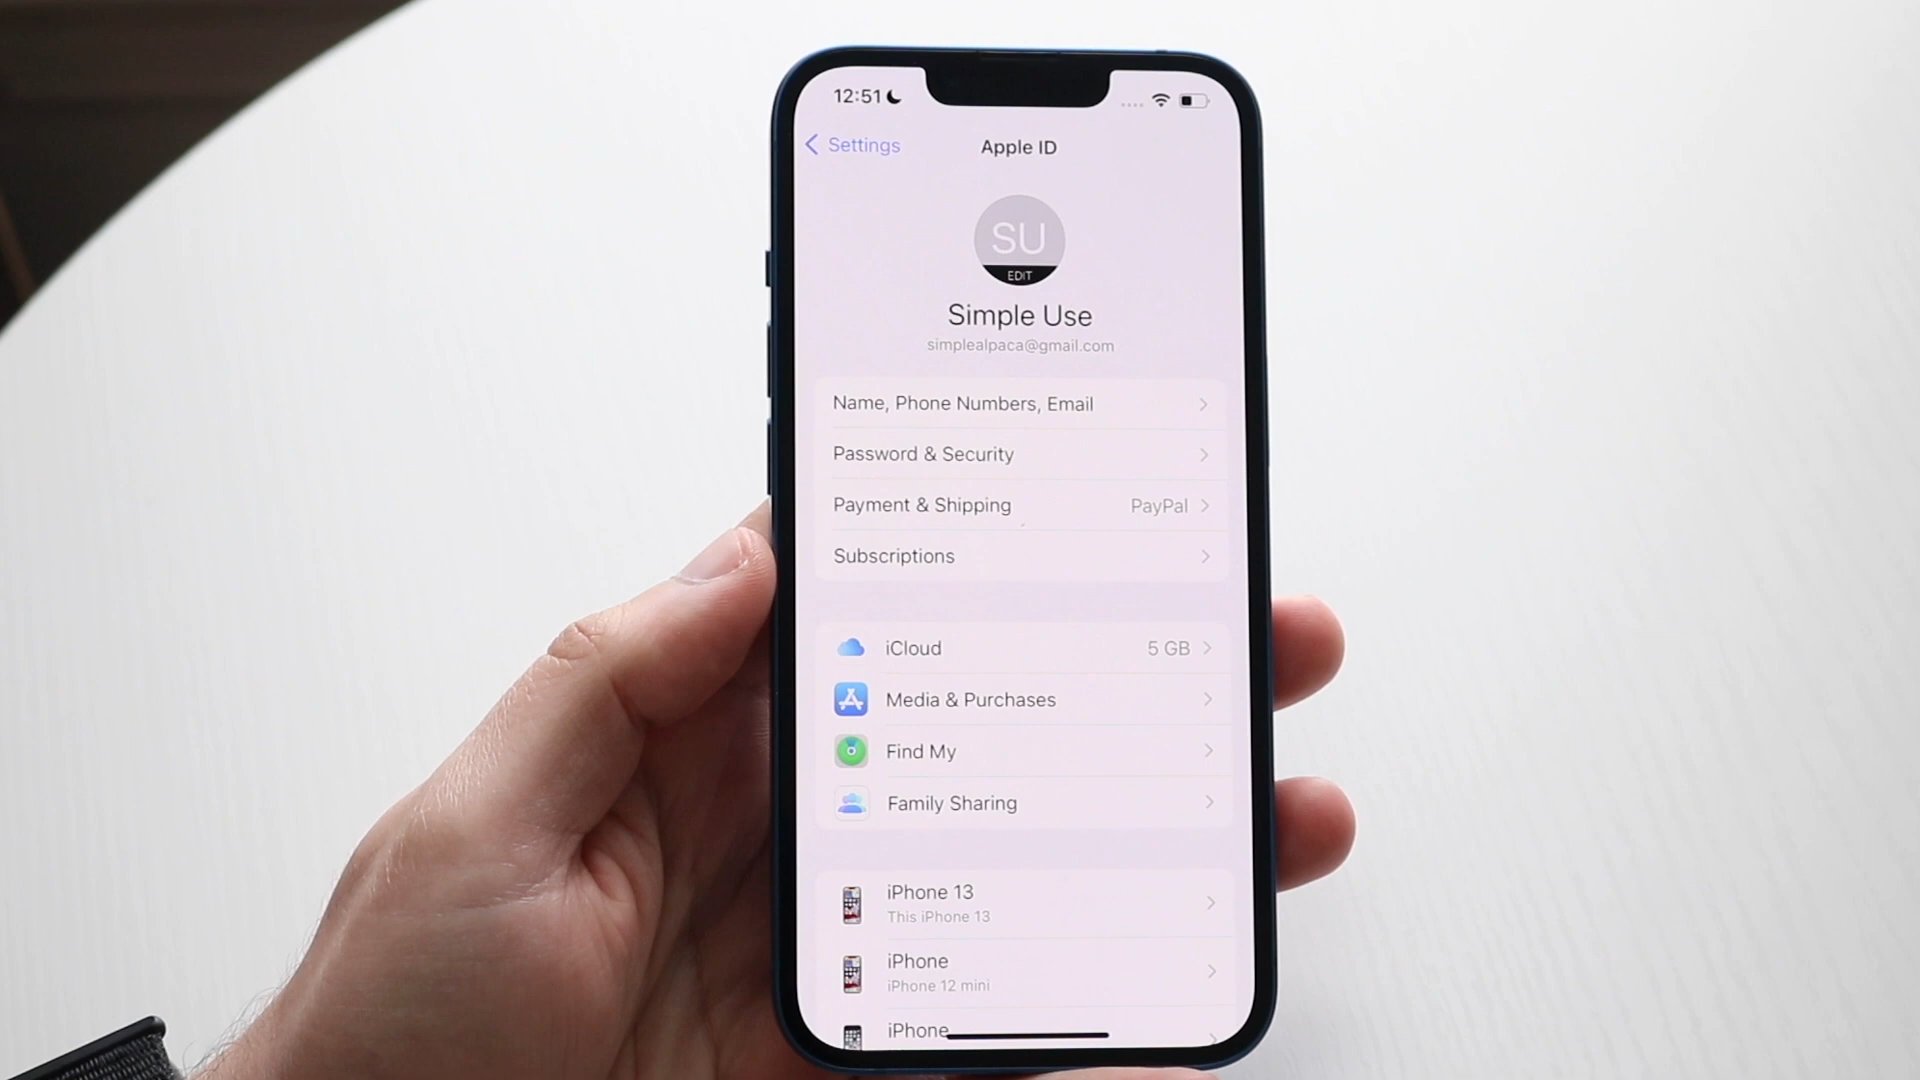 12:51
Settings
Apple ID
SU
EDIT
Simple Use
simplealpaca@gmail.com
Name, Phone Numbers, Email
Password & Security
Payment & Shipping PayPal
Subscriptions
iCloud 5 GB
Media & Purchases
Find My
Family Sharing
iPhone 13
This iPhone 13
iPhone
iPhone 12 mini
iPhone